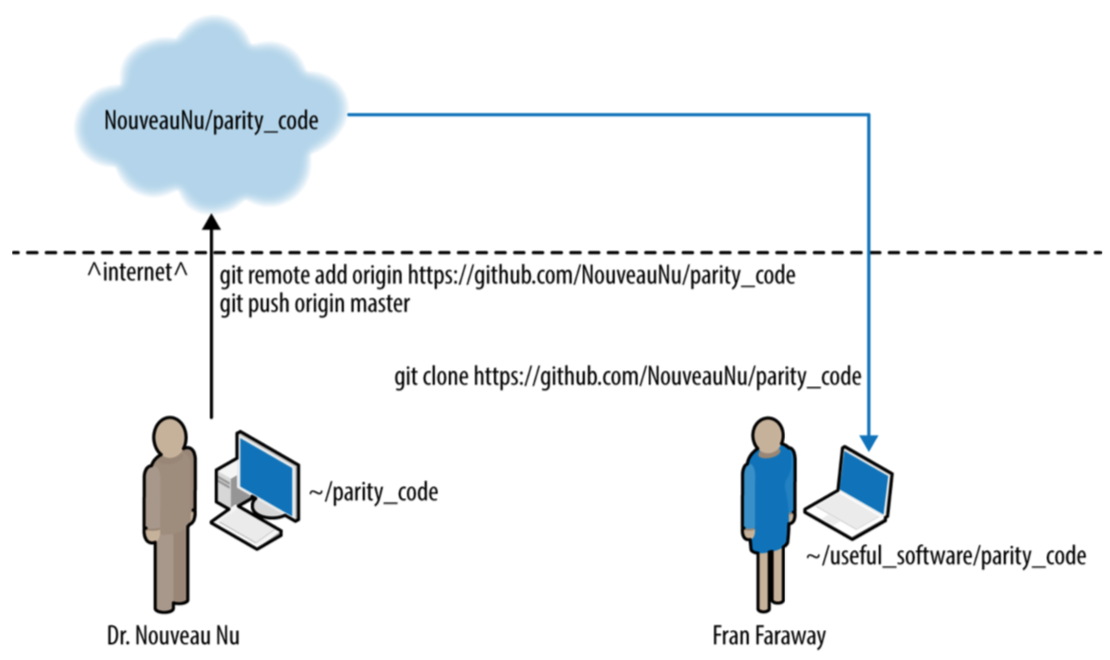 NouveauNu/parity_code
^internet^
git remote add origin https://github.com/NouveauNu/parity_code
git push origin master
git clone https://github.com/NouveauNu/parity_code
~/parity_code
~/useful_software/parity_code
Dr. Nouveau Nu
Fran Faraway